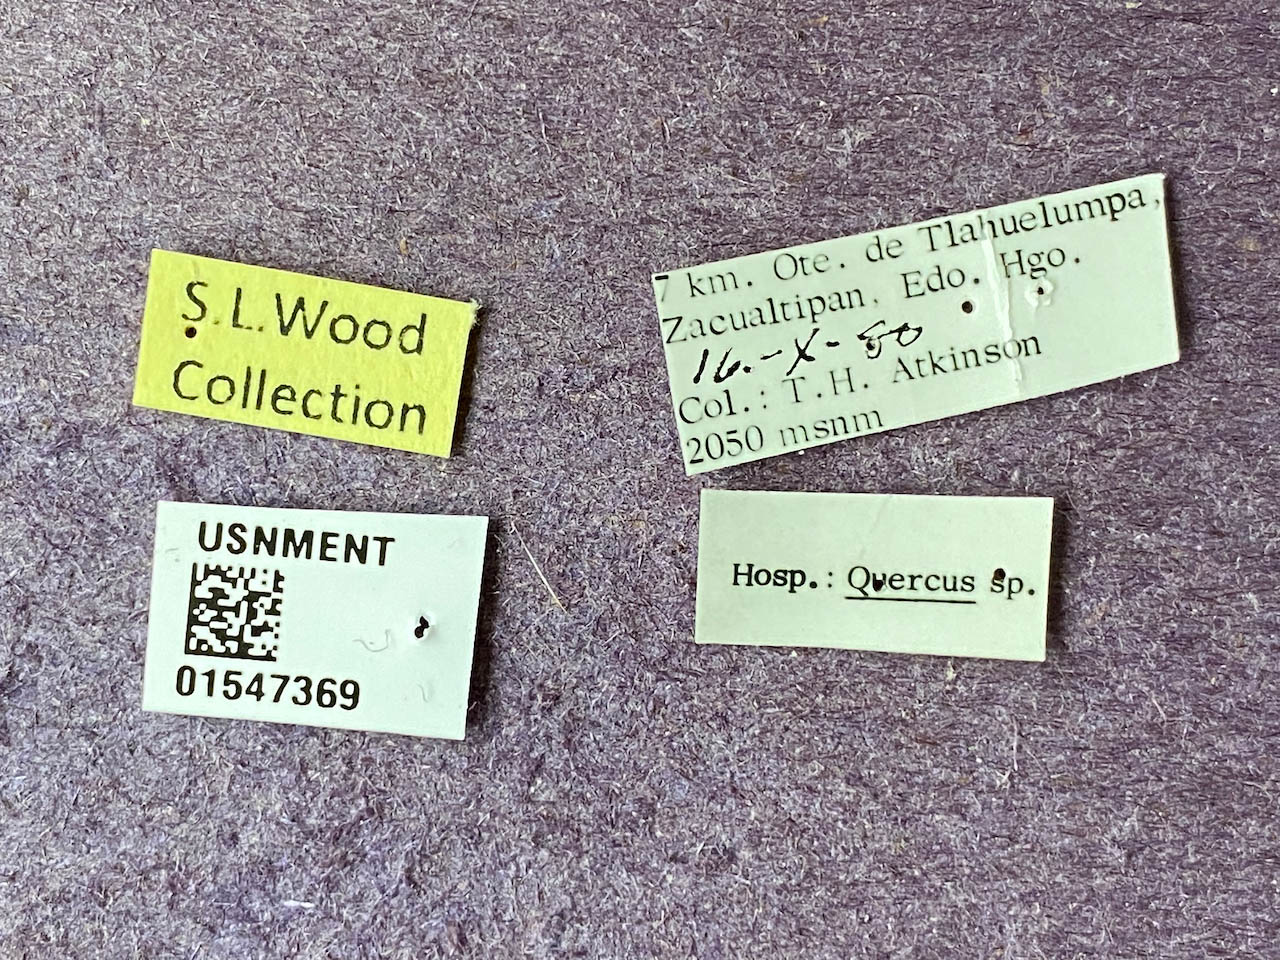 S.L.Wood
Collection
7 km. Ote. de Tlahuelumpa,
Zacualtipan, Edo. Hgo.
16.-X-80
Col.: T.H. Atkinson
2050 msnm
USNMENT
01547369
Hosp.: Quercus sp.